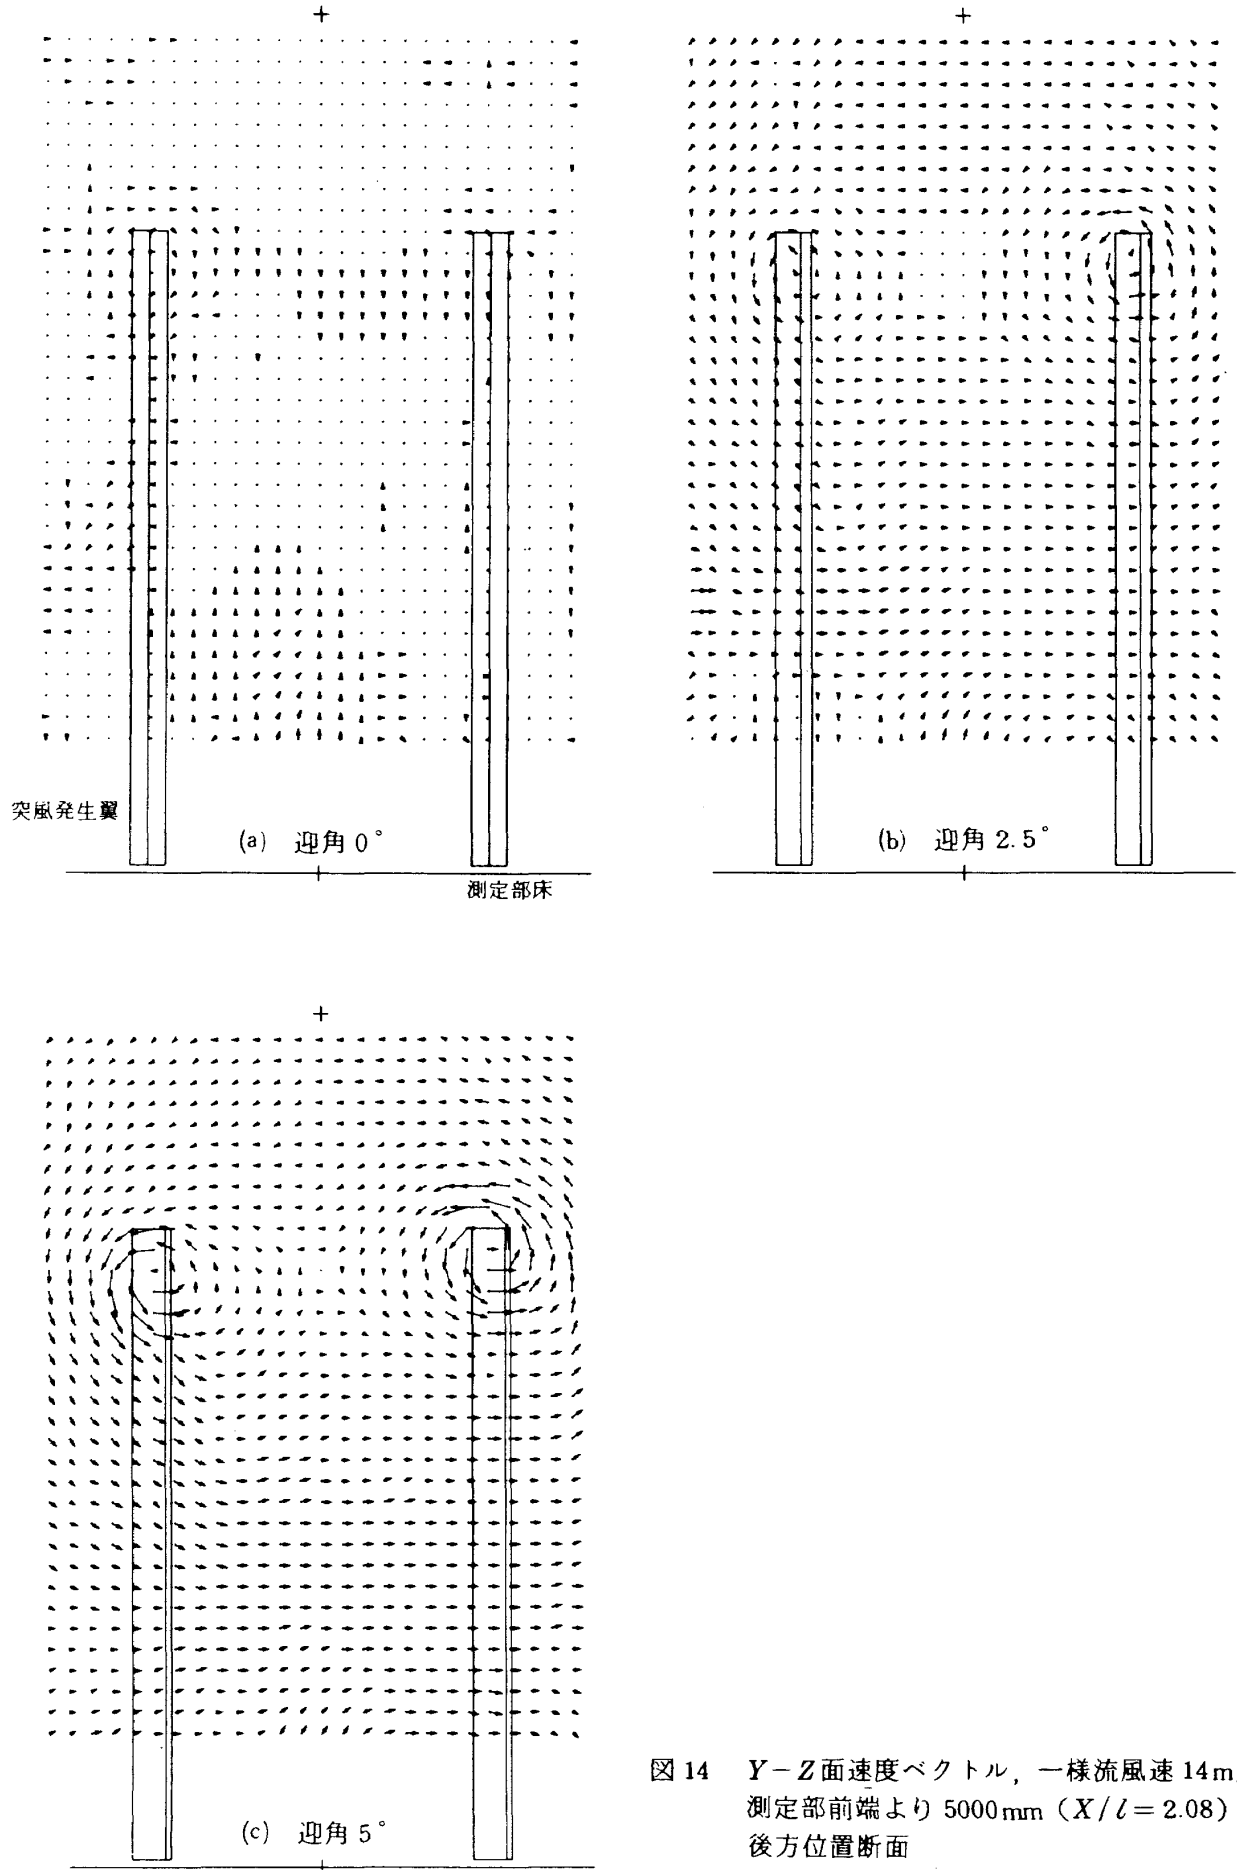 突風発生翼
(a) 迎角 0°
測定部床
(b) 迎角 2.5°
(c) 迎角 5°
図 14 Y-Z面速度ベクトル, 一様流風速 14m
測定部前端より 5000mm (X/l=2.08)
後方位置断面